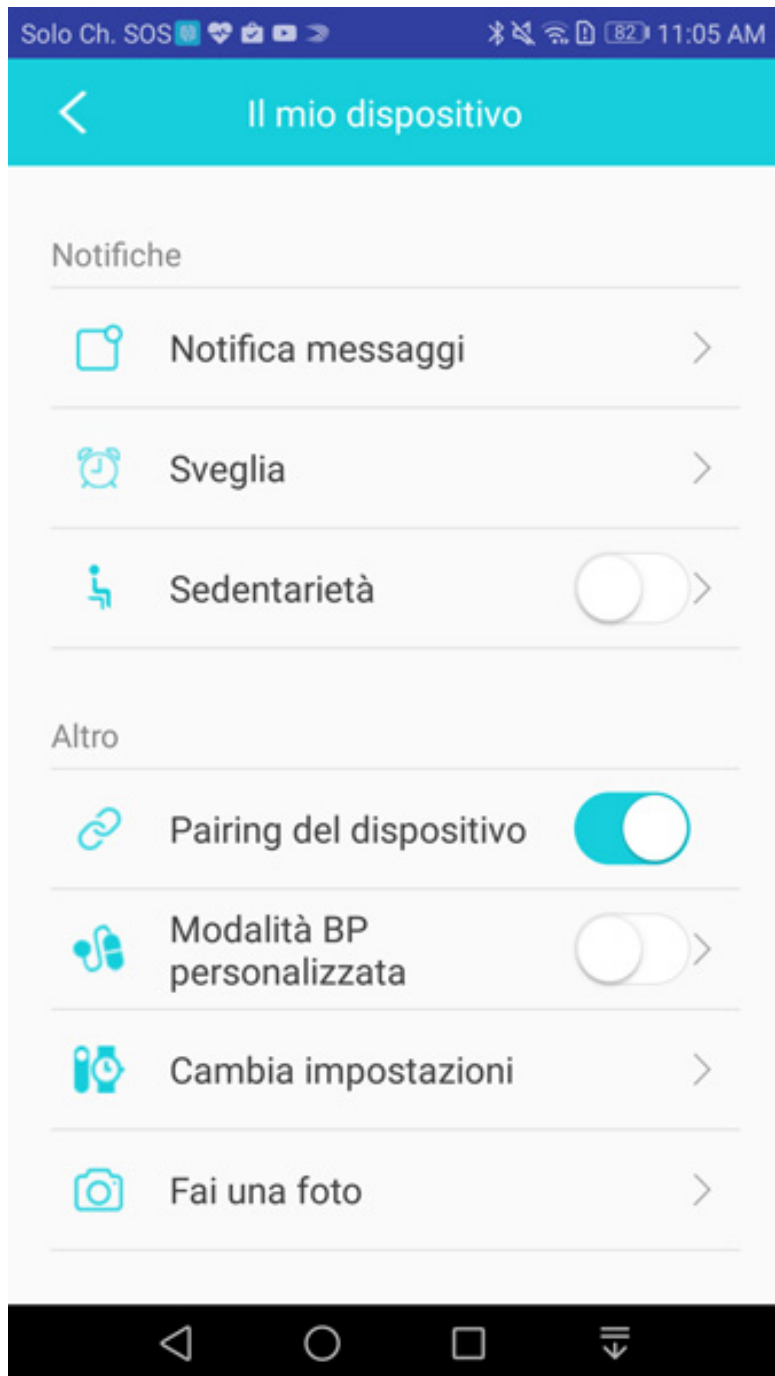 Solo Ch. SOS 82 11:05 AM
Il mio dispositivo
Notifiche
Notifica messaggi
Sveglia
Sedentarietà
Altro
Pairing del dispositivo
Modalità BP
personalizzata
Cambia impostazioni
Fai una foto